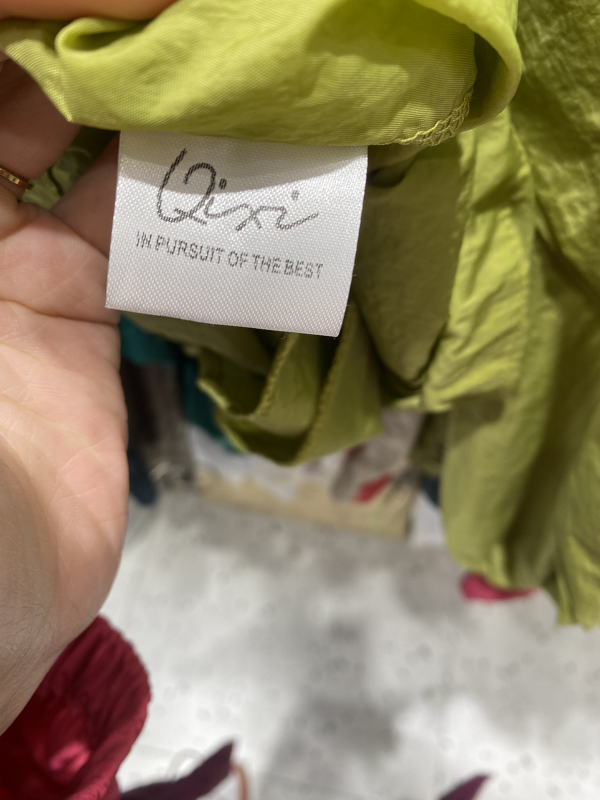 Qixi
IN PURSUIT OF THE BEST